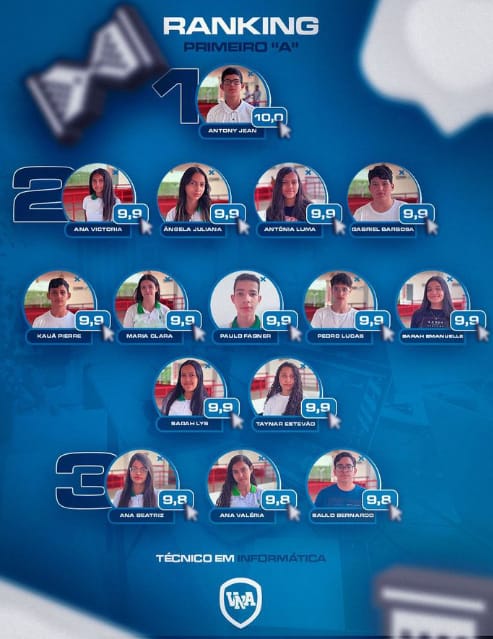 RANKING
PRIMEIRO "A"
1
10,0
ANTONY JEAN
2
9,9 9,9 9,9 9,9
ANA VICTORIA ÂNGELA JULIANA ANTÔNIA LUMA GABRIEL BARBOSA
9,9 9,9 9,9 9,9 9,9
KAUÃ PIERRE MARIA CLARA PAULO FAGNER PEDRO LUCAS SARAH EMANUELLE
9,9 9,9
SARAH LYS TAYNAR ESTEVÃO
3
9,8 9,8 9,8
ANA BEATRIZ ANA VALÉRIA SAULO BERNARDO
TÉCNICO EM INFORMÁTICA